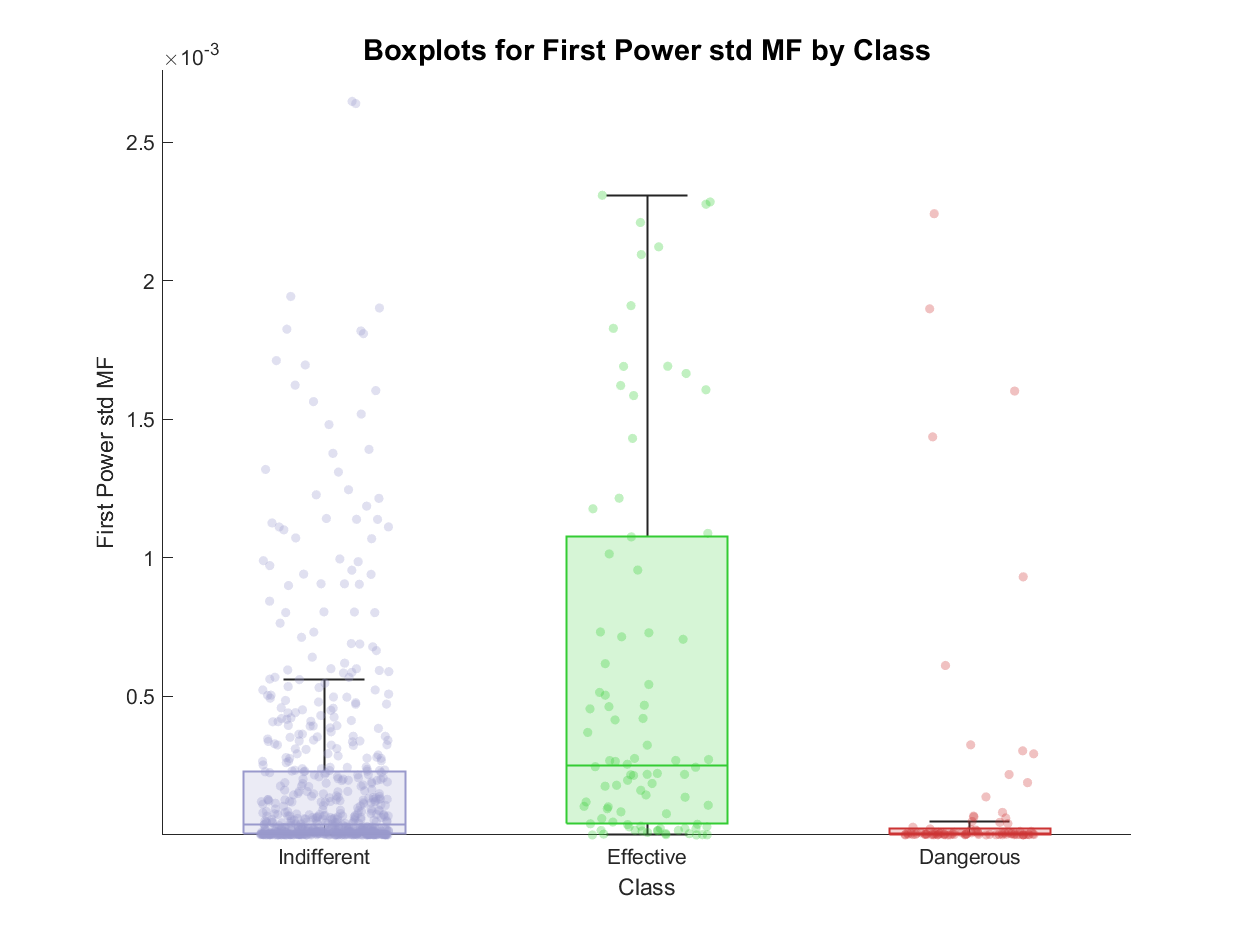 Boxplots for First Power std MF by Class
×10⁻³
2.5
2
1.5
1
0.5
First Power std MF
Indifferent Effective Dangerous
Class